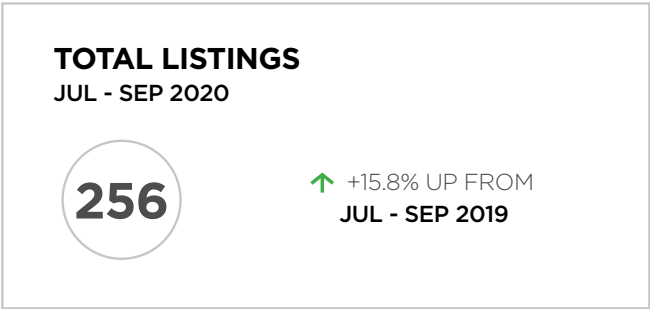 TOTAL LISTINGS
JUL - SEP 2020
256
+15.8% UP FROM
JUL - SEP 2019